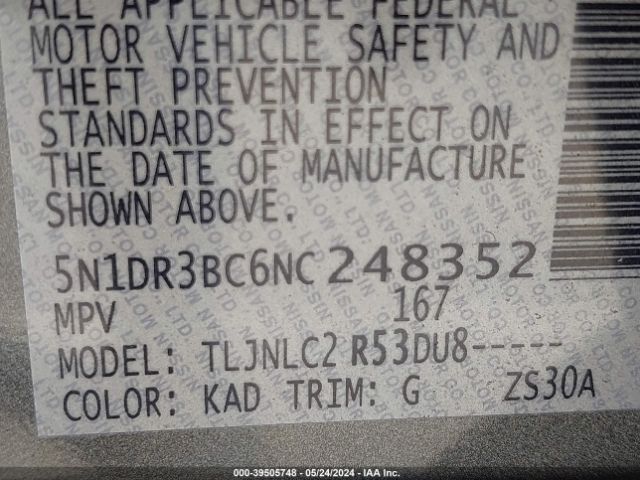 ALL APPLICABLE FEDERAL
MOTOR VEHICLE SAFETY AND
THEFT PREVENTION
STANDARDS IN EFFECT ON
THE DATE OF MANUFACTURE
SHOWN ABOVE.
5N1DR3BC6NC248352
MPV 167
MODEL: TLJNLC2 R53DU8-----
COLOR: KAD TRIM: G ZS30A
000-39505748 - 05/24/2024 - IAA Inc.